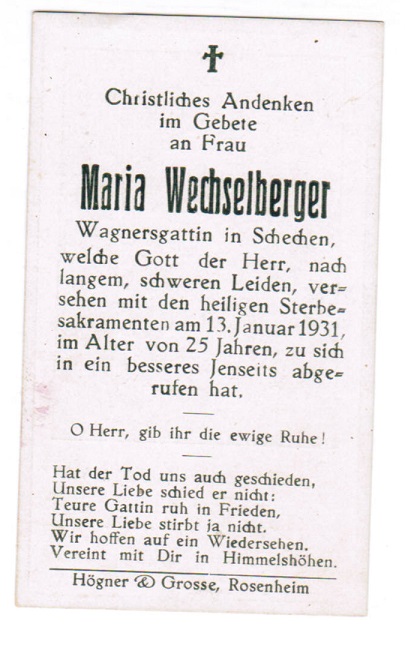 Christliches Andenken
im Gebete
an Frau
Maria Wechselberger
Wagnersgattin in Schechen,
welche Gott der Herr, nach
langem, schweren Leiden, ver=
sehen mit den heiligen Sterbe=
sakramenten am 13. Januar 1931,
im Alter von 25 Jahren, zu sich
in ein besseres Jenseits abge=
rufen hat.
O Herr, gib ihr die ewige Ruhe!
Hat der Tod uns auch geschieden,
Unsere Liebe schied er nicht:
Teure Gattin ruh in Frieden,
Unsere Liebe stirbt ja nicht.
Wir hoffen auf ein Wiedersehen.
Vereint mit Dir in Himmelshöhen.
Högner & Grosse, Rosenheim